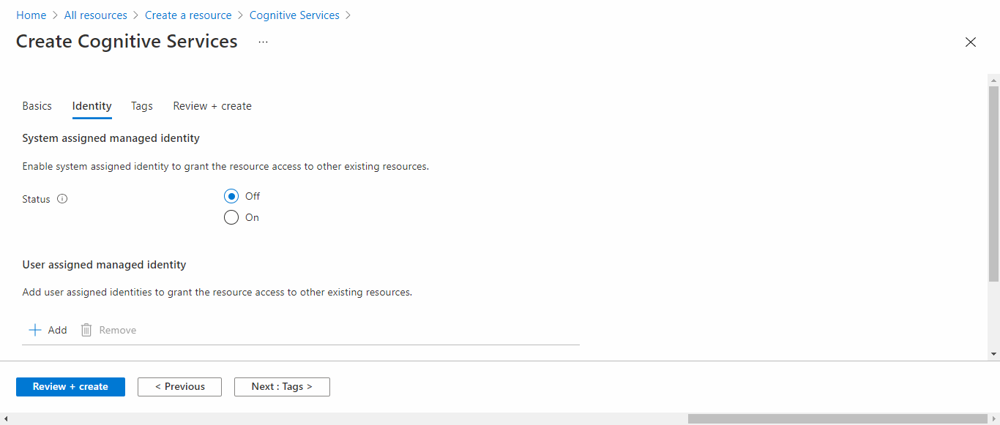 Home > All resources > Create a resource > Cognitive Services >
Create Cognitive Services ...
Basics Identity Tags Review + create
System assigned managed identity
Enable system assigned identity to grant the resource access to other existing resources.
Status Off
On
User assigned managed identity
Add user assigned identities to grant the resource access to other existing resources.
+ Add Remove
Review + create < Previous Next : Tags >